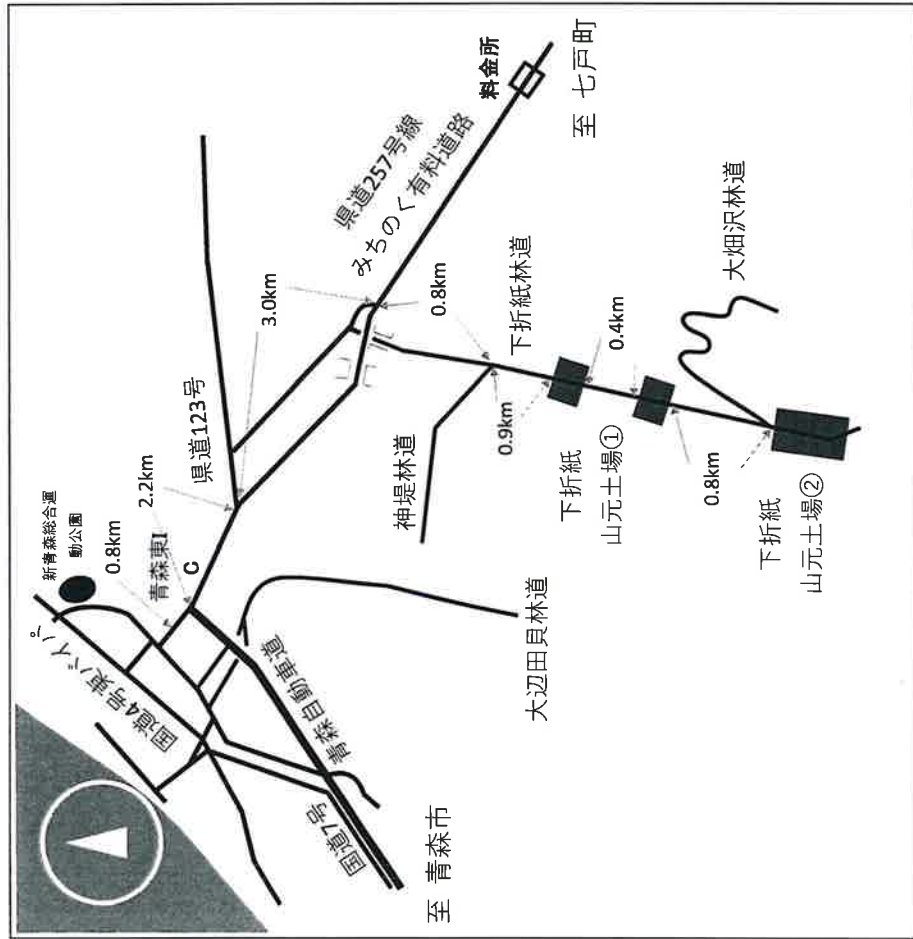 新青森総合運
動公園
0.8km
青森東I
C
2.2km
県道123号
3.0km
国道4号東バイパ
国道7号
青森自動車道
至 青森市
県道257号線
みちのく有料道路
料金所
至 七戸町
0.8km
下折紙林道
神堤林道
0.9km
0.4km
下折紙
山元土場①
大畑沢林道
0.8km
下折紙
山元土場②
大辺田貝林道